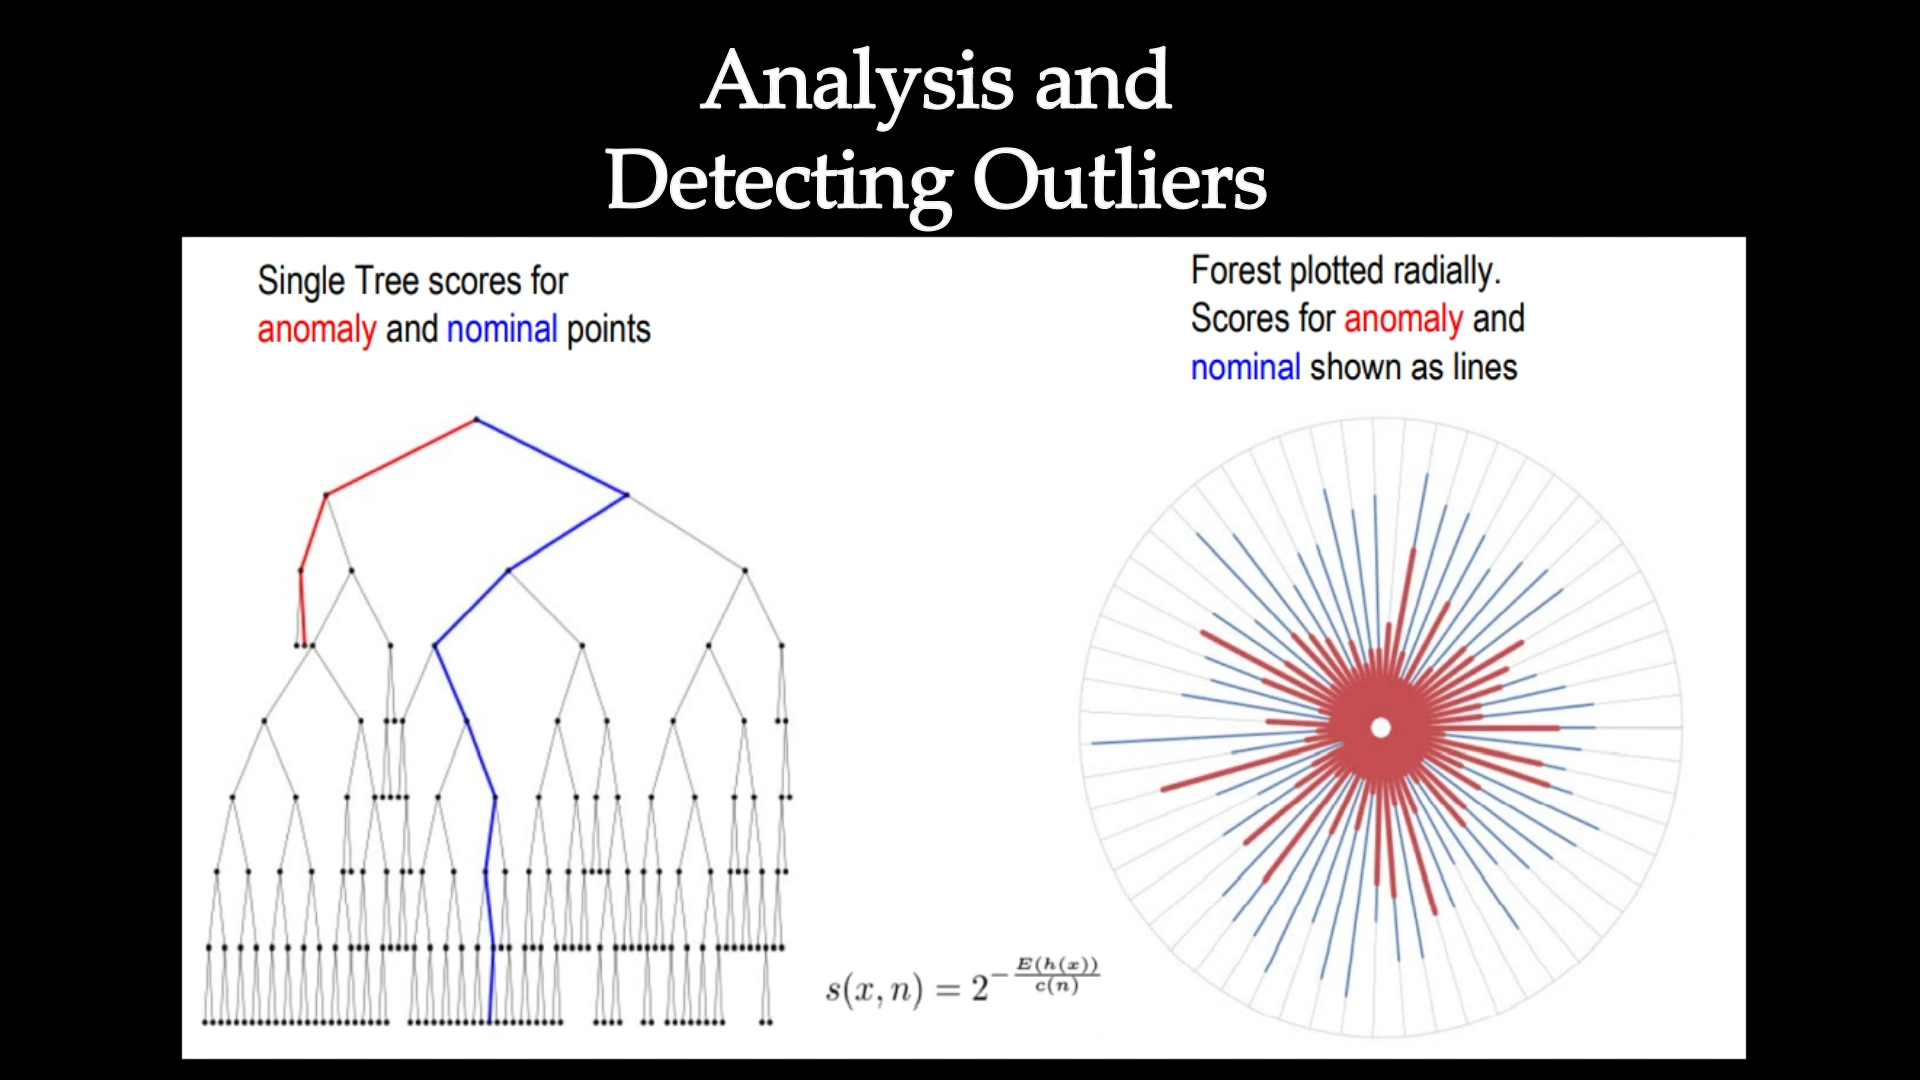 Analysis and
Detecting Outliers
Single Tree scores for
anomaly and nominal points
Forest plotted radially.
Scores for anomaly and
nominal shown as lines
s(x, n) = 2^{-\frac{E(h(x))}{c(n)}}